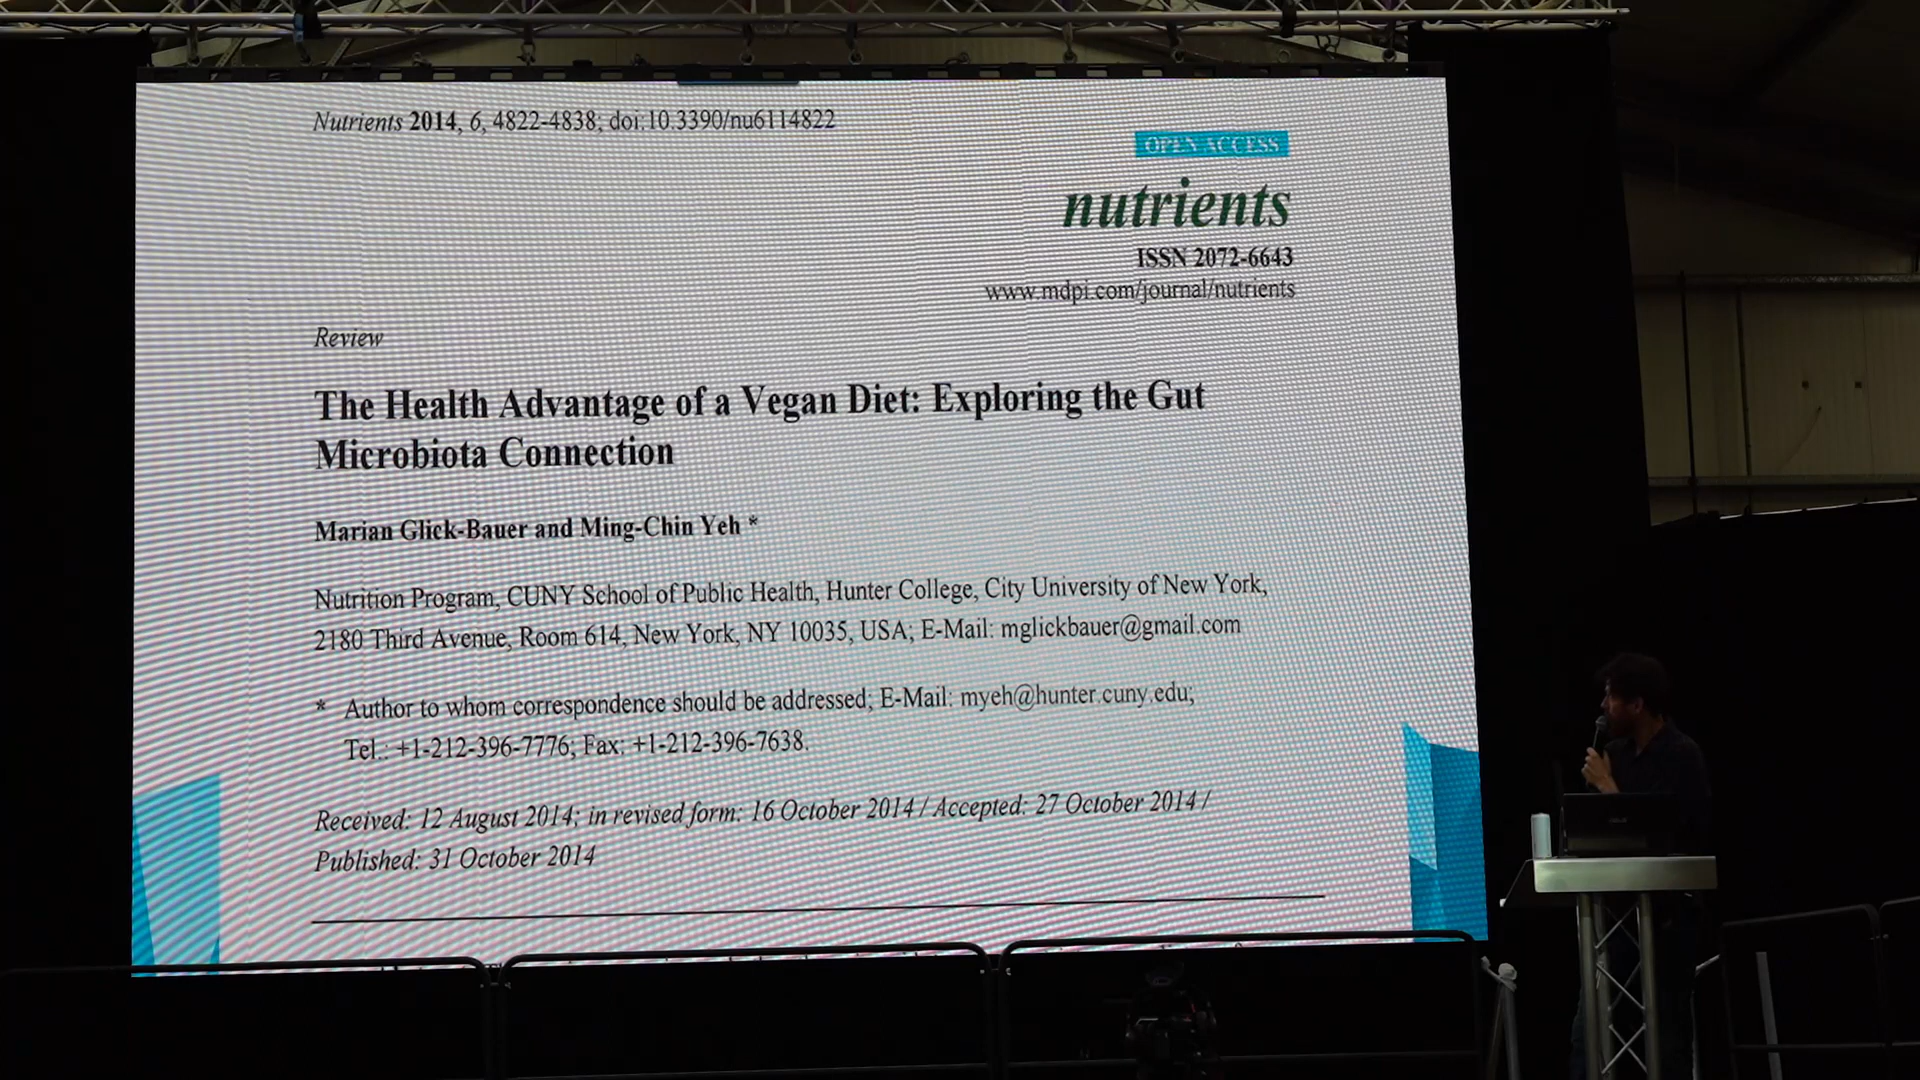 Nutrients 2014, 6, 4822-4838; doi:10.3390/nu6114822
OPEN ACCESS
nutrients
ISSN 2072-6643
www.mdpi.com/journal/nutrients
Review
The Health Advantage of a Vegan Diet: Exploring the Gut
Microbiota Connection
Marian Glick-Bauer and Ming-Chin Yeh *
Nutrition Program, CUNY School of Public Health, Hunter College, City University of New York,
2180 Third Avenue, Room 614, New York, NY 10035, USA; E-Mail: mglickbauer@gmail.com
* Author to whom correspondence should be addressed; E-Mail: myeh@hunter.cuny.edu;
Tel.: +1-212-396-7776; Fax: +1-212-396-7638.
Received: 12 August 2014; in revised form: 16 October 2014 / Accepted: 27 October 2014 /
Published: 31 October 2014